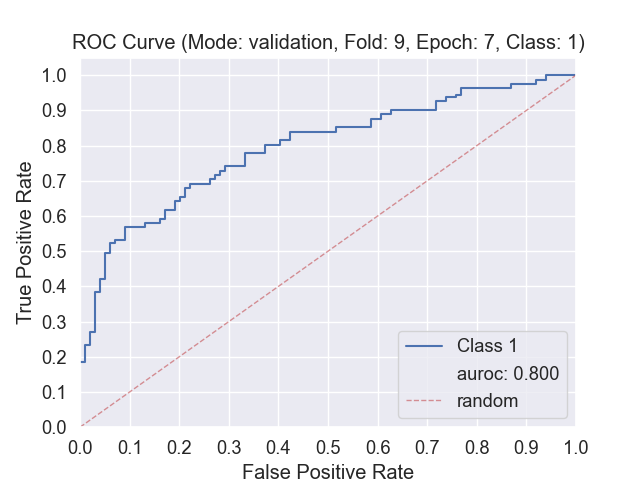 ROC Curve (Mode: validation, Fold: 9, Epoch: 7, Class: 1)
1.0
0.9
0.8
0.7
0.6
0.5
0.4
0.3
0.2
0.1
0.0
True Positive Rate
Class 1
auroc: 0.800
random
0.0 0.1 0.2 0.3 0.4 0.5 0.6 0.7 0.8 0.9 1.0
False Positive Rate